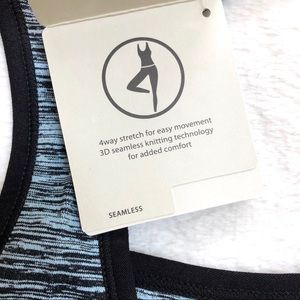 4way stretch for easy movement
3D seamless knitting technology
for added comfort
SEAMLESS